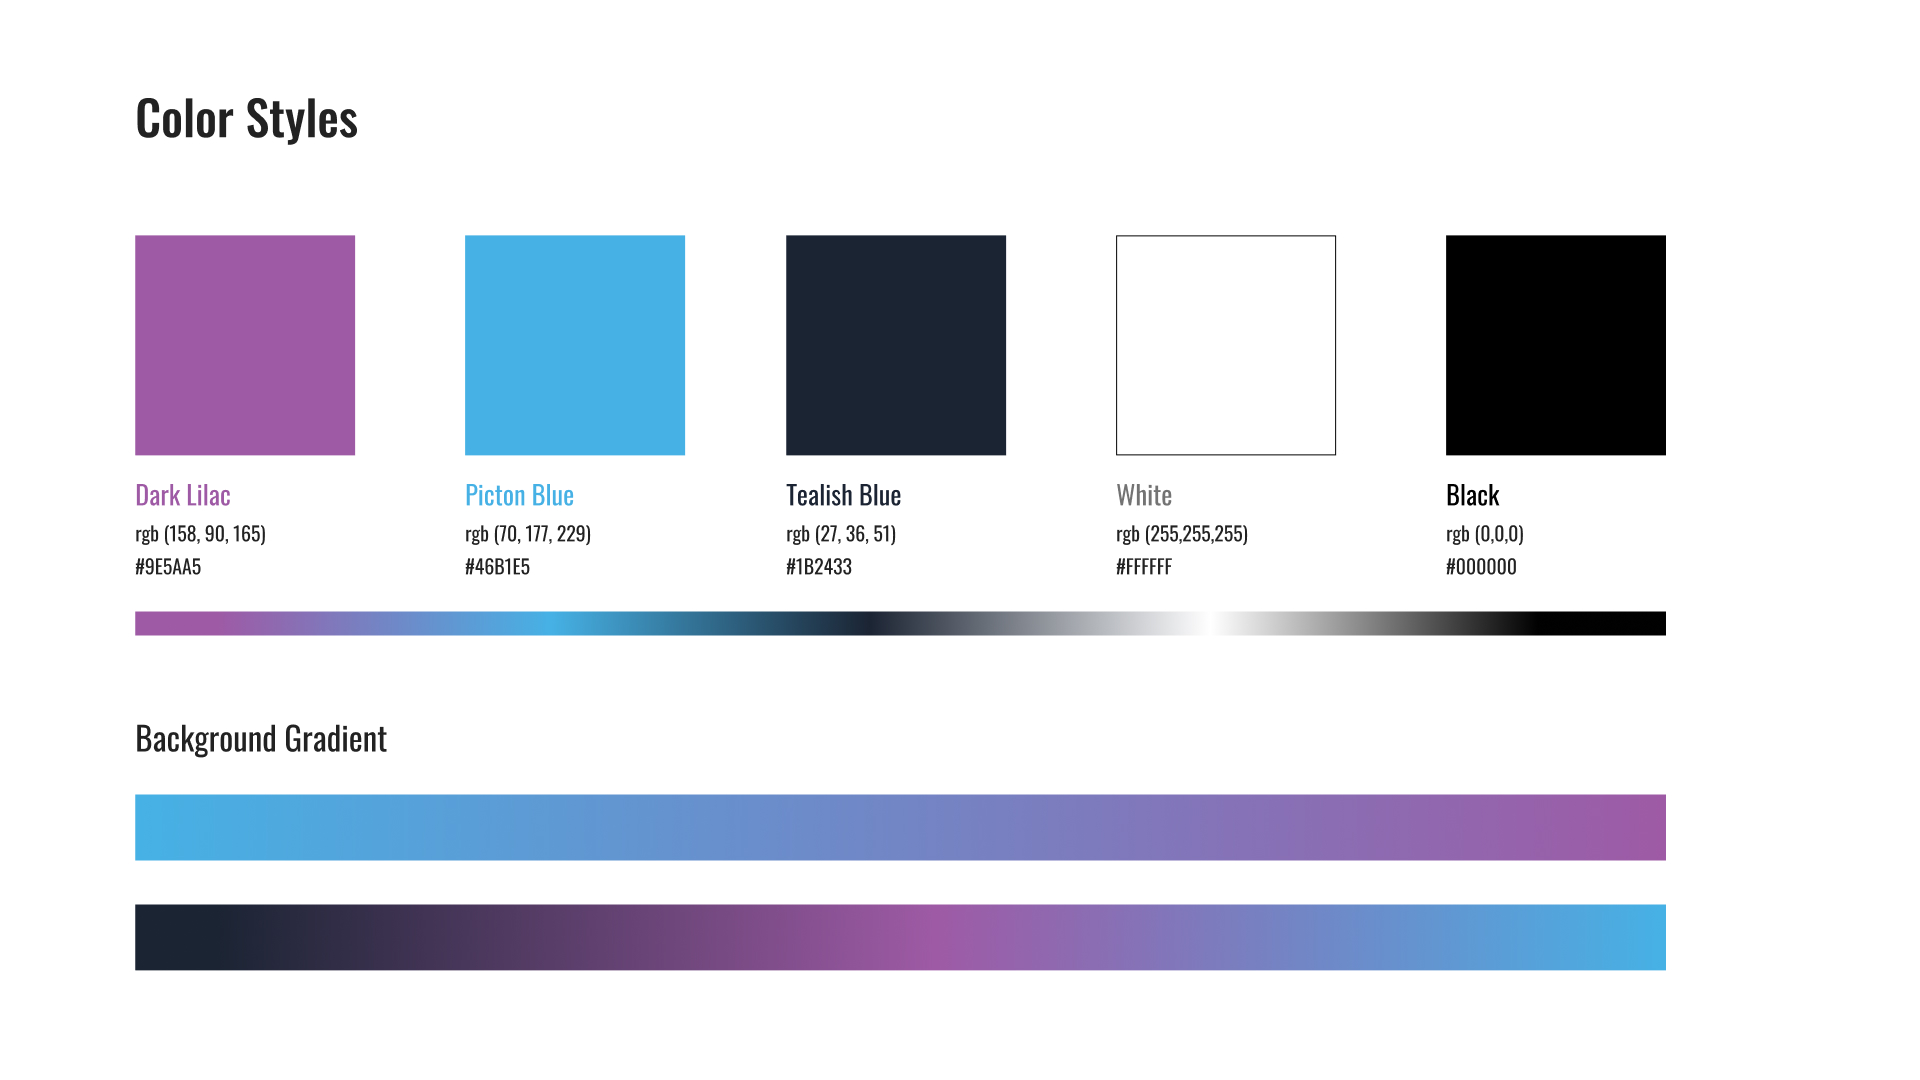 Color Styles
Dark Lilac
rgb (158, 90, 165)
#9E5AA5
Picton Blue
rgb (70, 177, 229)
#46B1E5
Tealish Blue
rgb (27, 36, 51)
#1B2433
White
rgb (255,255,255)
#FFFFFF
Black
rgb (0,0,0)
#000000
Background Gradient